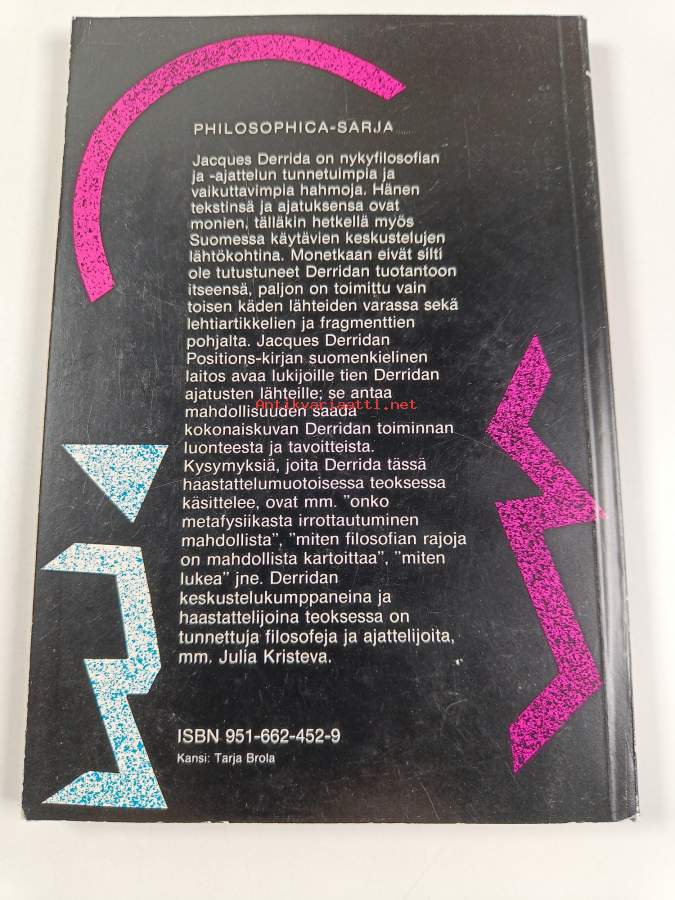 PHILOSOPHICA-SARJA
Jacques Derrida on nykyfilosofian
ja -ajattelun tunnetuimpia ja
vaikuttavimpia hahmoja. Hänen
tekstinsä ja ajatuksensa ovat
monien, tälläkin hetkellä myös
Suomessa käytävien keskustelujen
lähtökohtina. Monetkaan eivät silti
ole tutustuneet Derridan tuotantoon
itseensä, paljon on toimittu vain
toisen käden lähteiden varassa sekä
lehtiartikkelien ja fragmenttien
pohjalta. Jacques Derridan
Positions-kirjan suomenkielinen
laitos avaa lukijoille tien Derridan
ajatusten lähteille; se antaa
Antikvariaatti.net
mahdollisuuden saada
kokonaiskuvan Derridan toiminnan
luonteesta ja tavoitteista.
Kysymyksiä, joita Derrida tässä
haastattelumuotoisessa teoksessa
käsittelee, ovat mm. ”onko
metafysiikasta irrottautuminen
mahdollista”, ”miten filosofian rajoja
on mahdollista kartoittaa”, ”miten
lukea” jne. Derridan
keskustelukumppaneina ja
haastattelijoina teoksessa on
tunnettuja filosofeja ja ajattelijoita,
mm. Julia Kristeva.
ISBN 951-662-452-9
Kansi: Tarja Brola